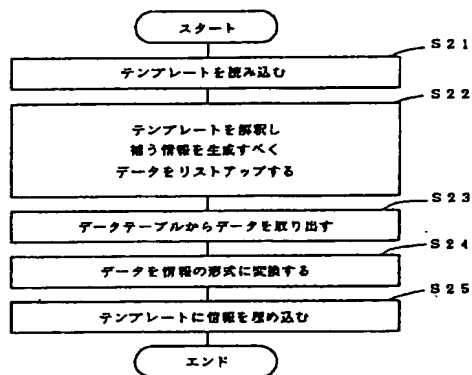 スタート
S21
テンプレートを読み込む
S22
テンプレートを解釈し
補う情報を生成すべく
データをリストアップする
S23
データテーブルからデータを取り出す
S24
データを情報の形式に変換する
S25
テンプレートに情報を埋め込む
エンド